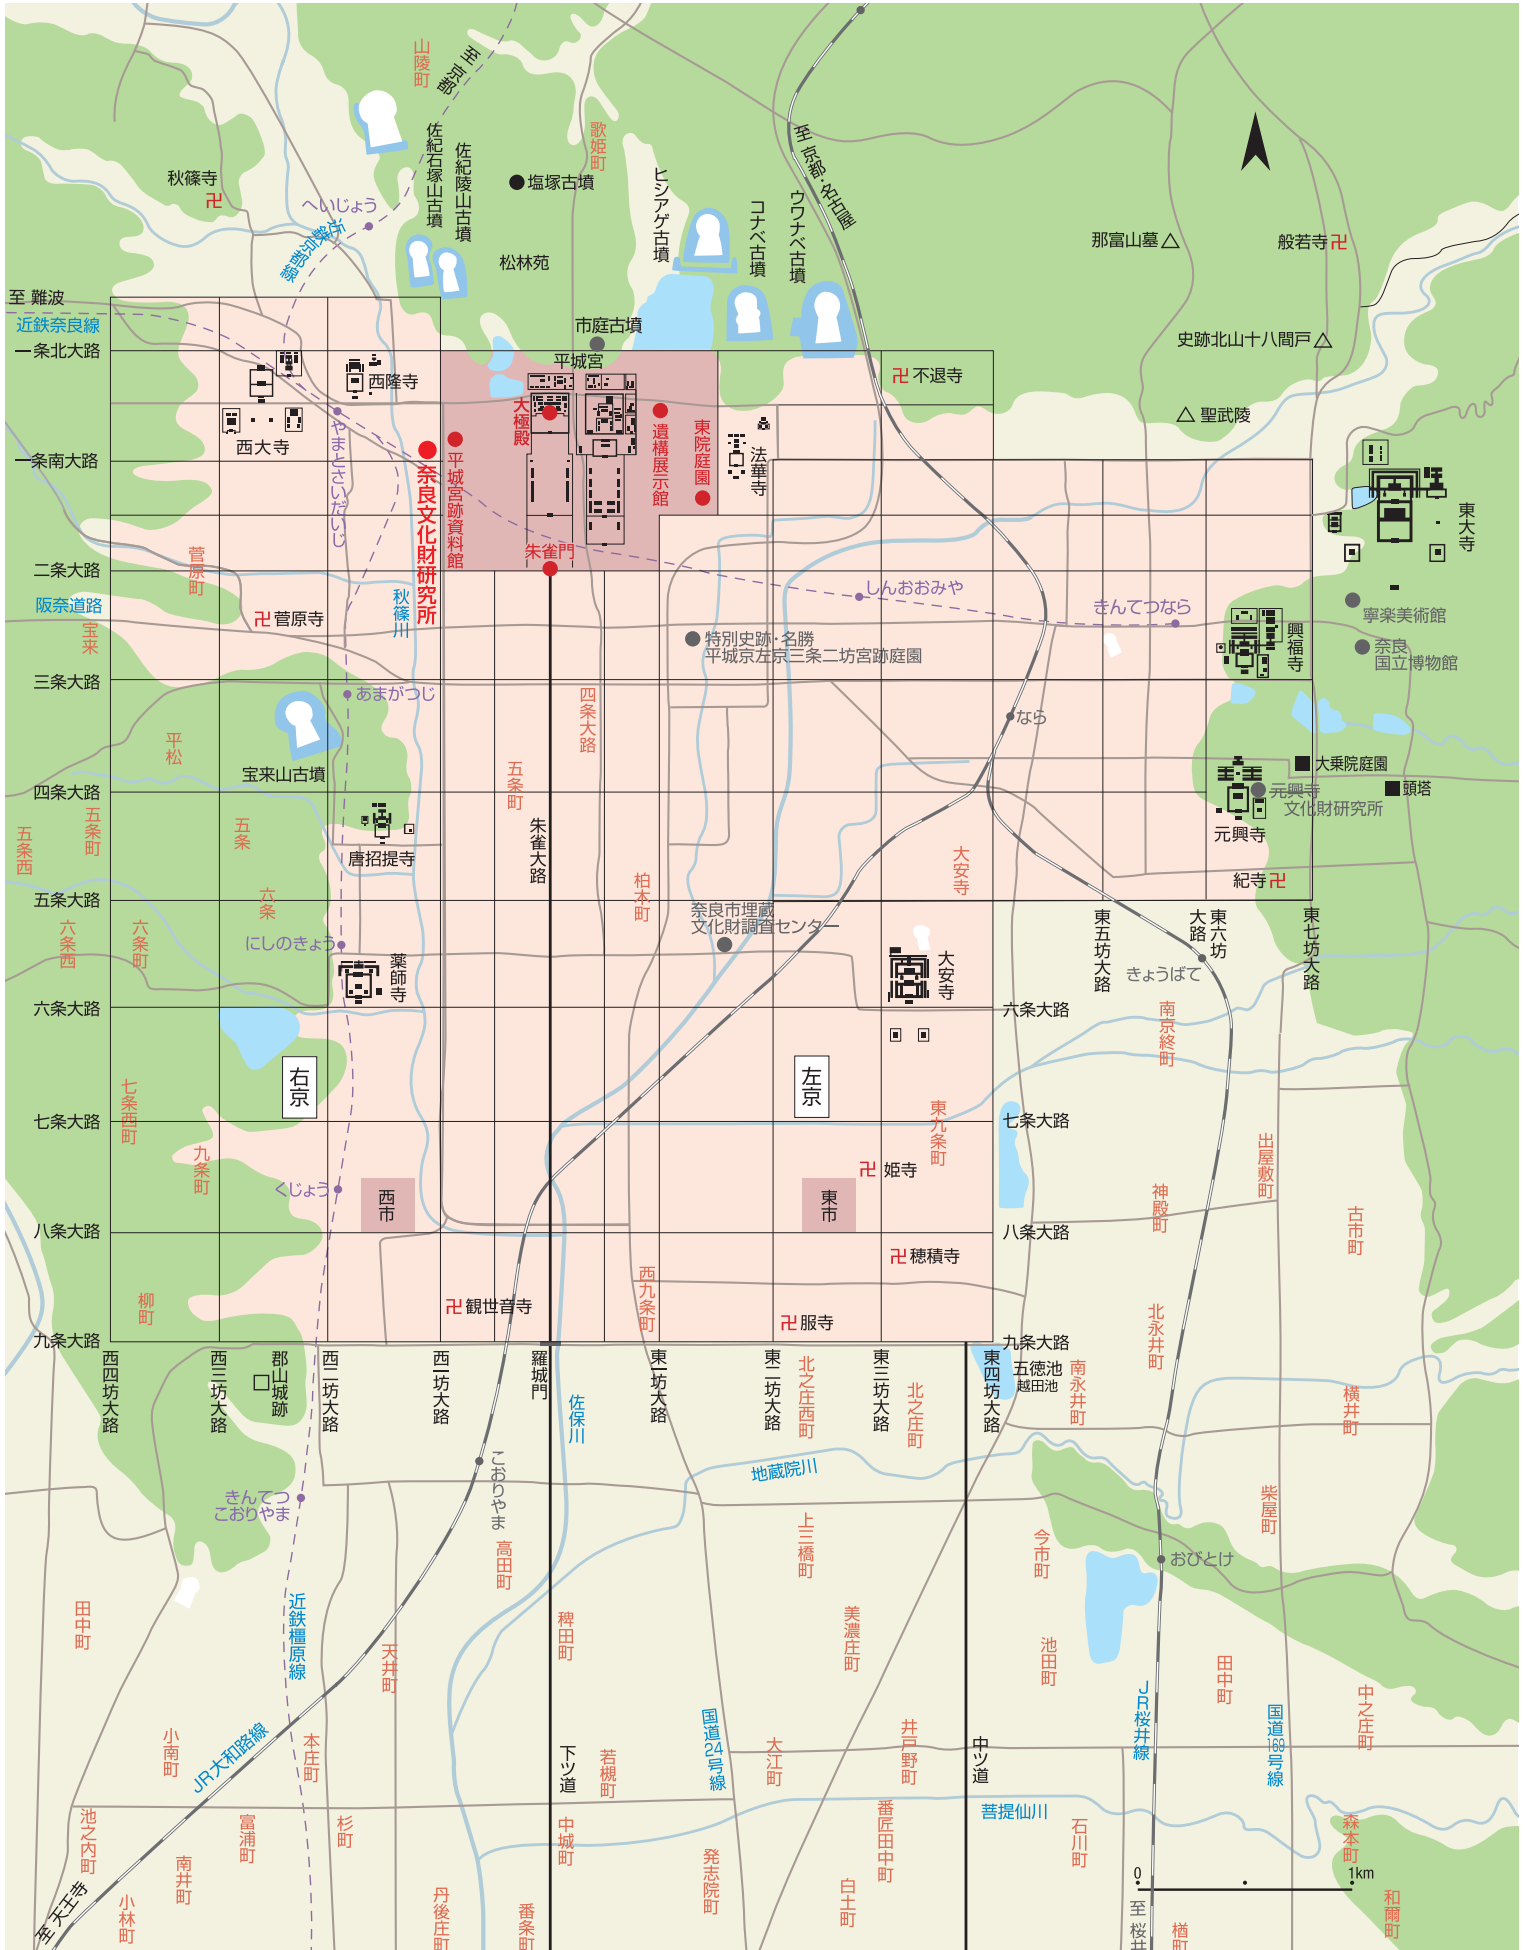 山陵町
至 京都
佐紀石塚山古墳
佐紀陵山古墳
歌姫町
至 京都・名古屋
秋篠寺
塩塚古墳
ヒシアゲ古墳
コナベ古墳
ウワナベ古墳
へいじょう
近鉄京都線
松林苑
那富山墓
般若寺
至 難波
近鉄奈良線
市庭古墳
史跡北山十八間戸
一条北大路
平城宮
西隆寺
不退寺
聖武陵
西大寺
やまとさいだいじ
大極殿
遺構展示館
東院庭園
法華寺
一条南大路
奈良文化財研究所
平城宮跡資料館
東大寺
朱雀門
二条大路
菅原町
阪奈道路
宝来
菅原寺
秋篠川
しんおおみや
きんてつなら
寧楽美術館
特別史跡・名勝
平城京左京三条二坊宮跡庭園
興福寺
奈良
国立博物館
三条大路
あまがつじ
四条大路
なら
平松
宝来山古墳
五条町
大乗院庭園
四条大路
頭塔
元興寺
文化財研究所
五条西
五条町
五条
唐招提寺
朱雀大路
大安寺
元興寺
柏本町
紀寺
五条大路
六条
奈良市埋蔵
文化財調査センター
東五坊大路
東六坊
大路
東七坊大路
六条西
六条町
にしのきょう
薬師寺
大安寺
きょうばて
六条大路
六条大路
南京終町
右京
左京
七条西町
七条大路
東九条町
七条大路
出屋敷町
九条町
姫寺
くじょう
西市
東市
神殿町
古市町
八条大路
八条大路
穂積寺
柳町
西九条町
観世音寺
服寺
北永井町
九条大路
九条大路
西四坊大路
西三坊大路
郡山城跡
西二坊大路
西一坊大路
羅城門
東一坊大路
東二坊大路
北之庄西町
東三坊大路
北之庄町
東四坊大路
五徳池
越田池
南永井町
横井町
佐保川
こおりやま
地蔵院川
きんてつ
こおりやま
高田町
上三橋町
今市町
柴屋町
おびとけ
田中町
近鉄橿原線
稗田町
天井町
美濃庄町
池田町
田中町
JR桜井線
国道169号線
中之庄町
小南町
JR大和路線
本庄町
下ツ道
若槻町
国道24号線
大江町
井戸野町
中ツ道
池之内町
富浦町
杉町
中城町
番匠田中町
菩提仙川
石川町
森本町
南井町
発志院町
白土町
0
1km
至 天王寺
小林町
丹後庄町
番条町
至 桜井
楢町
和爾町